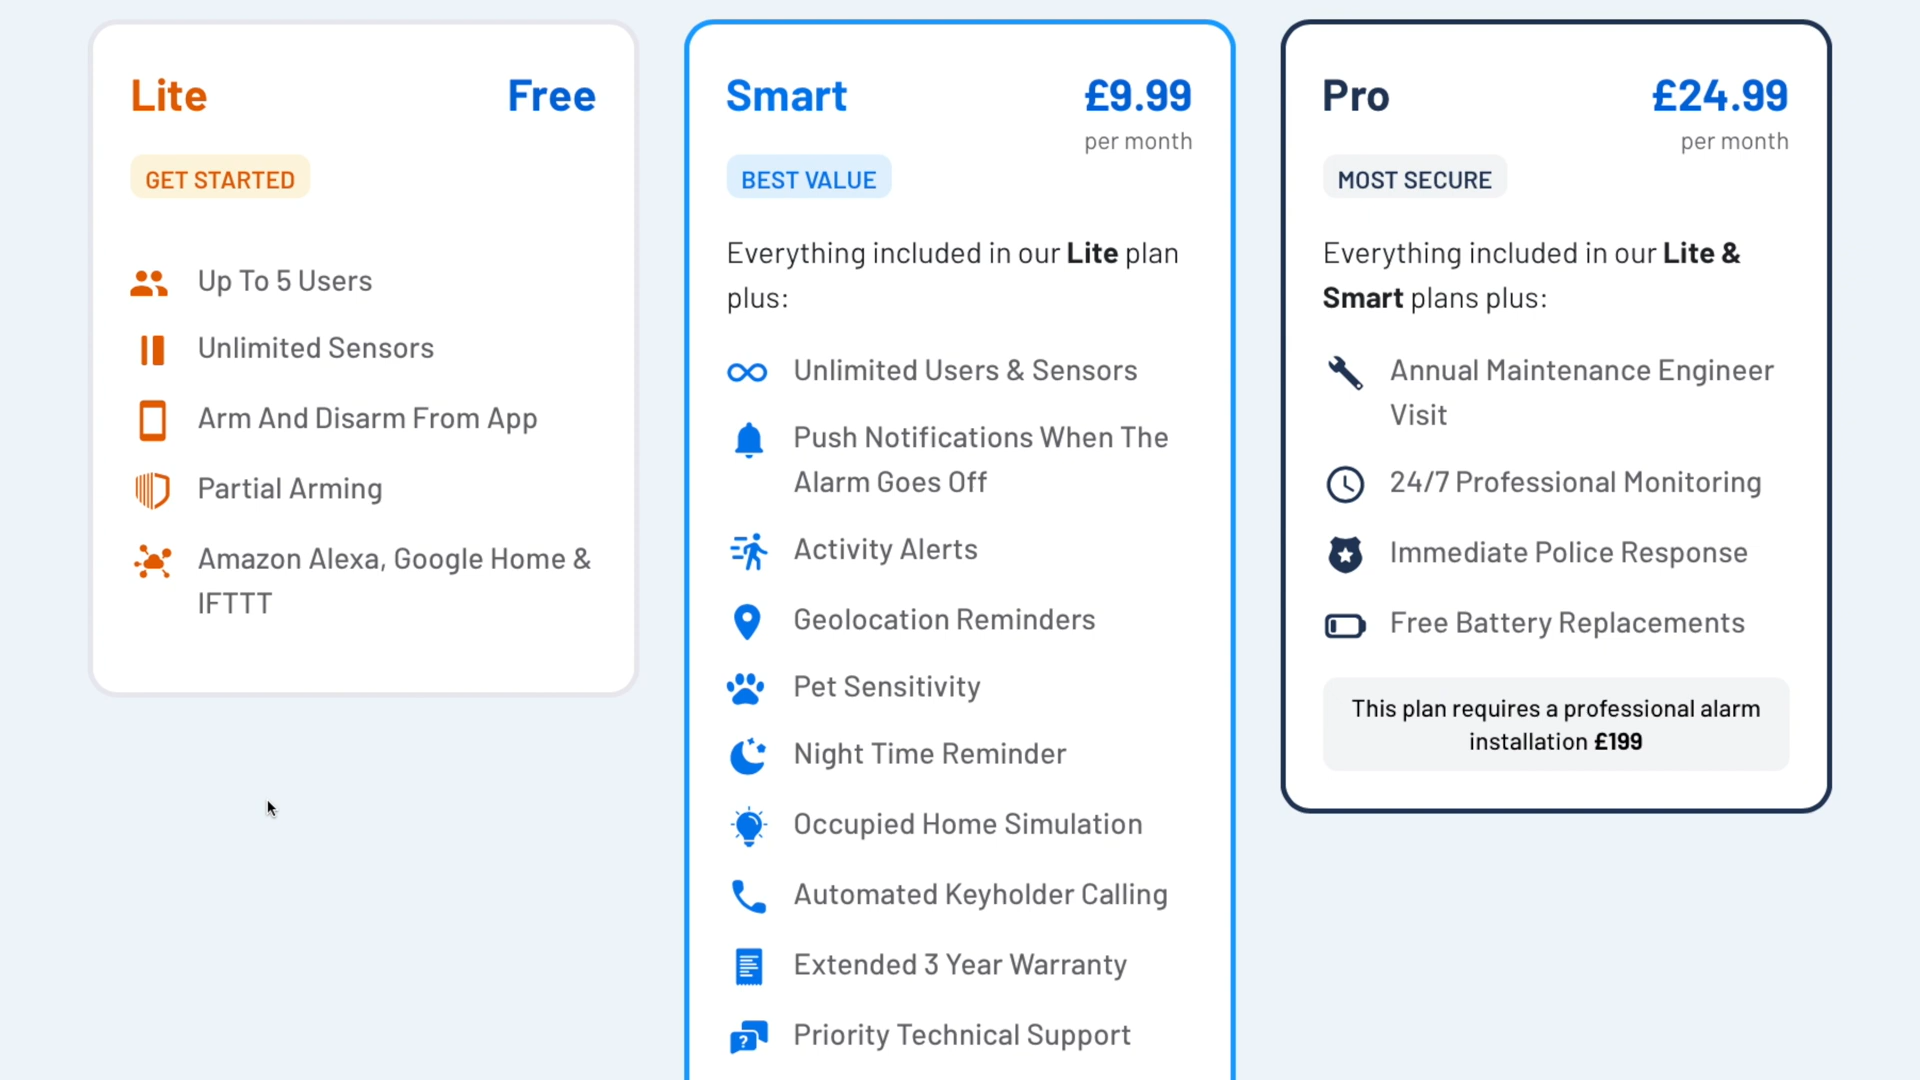 Lite
Free
GET STARTED
Up To 5 Users
Unlimited Sensors
Arm And Disarm From App
Partial Arming
Amazon Alexa, Google Home &
IFTTT
Smart
£9.99
per month
BEST VALUE
Everything included in our Lite plan
plus:
Unlimited Users & Sensors
Push Notifications When The
Alarm Goes Off
Activity Alerts
Geolocation Reminders
Pet Sensitivity
Night Time Reminder
Occupied Home Simulation
Automated Keyholder Calling
Extended 3 Year Warranty
Priority Technical Support
Pro
£24.99
per month
MOST SECURE
Everything included in our Lite &
Smart plans plus:
Annual Maintenance Engineer
Visit
24/7 Professional Monitoring
Immediate Police Response
Free Battery Replacements
This plan requires a professional alarm
installation £199